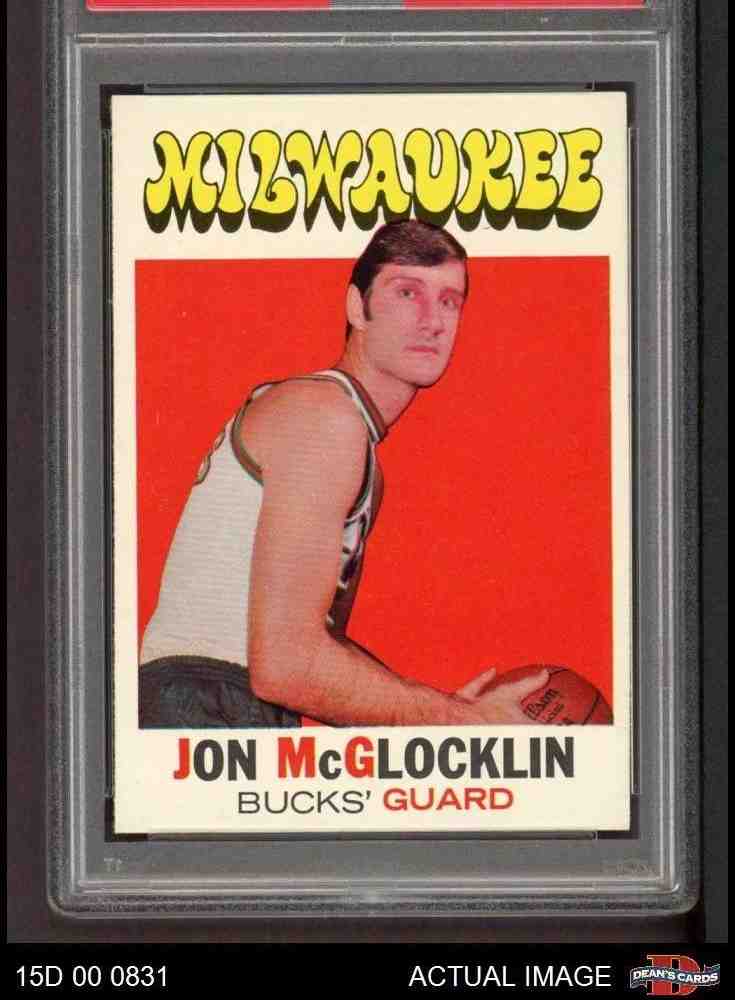 MILWAUKEE
JON MCGLOCKLIN
BUCKS' GUARD
15D 00 0831
ACTUAL IMAGE
DEAN'S CARDS